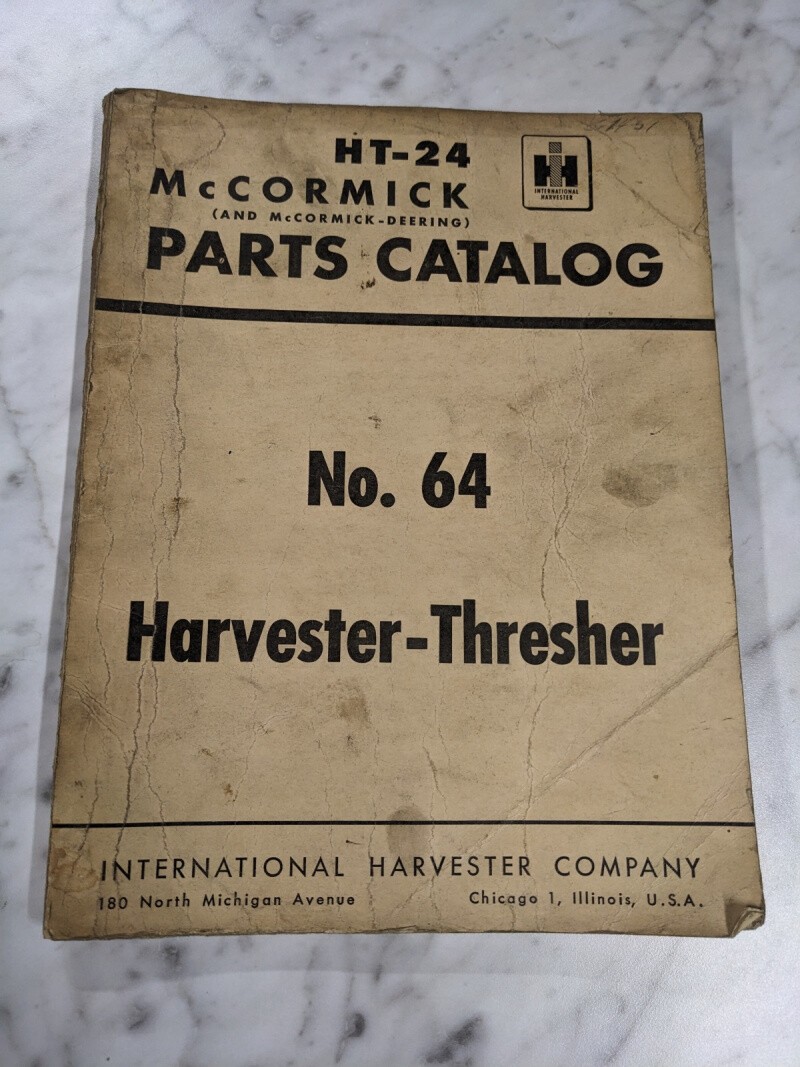 HT-24
McCORMICK
(AND McCORMICK-DEERING)
PARTS CATALOG
IH
INTERNATIONAL
HARVESTER
No. 64
Harvester-Thresher
INTERNATIONAL HARVESTER COMPANY
180 North Michigan Avenue Chicago 1, Illinois, U.S.A.